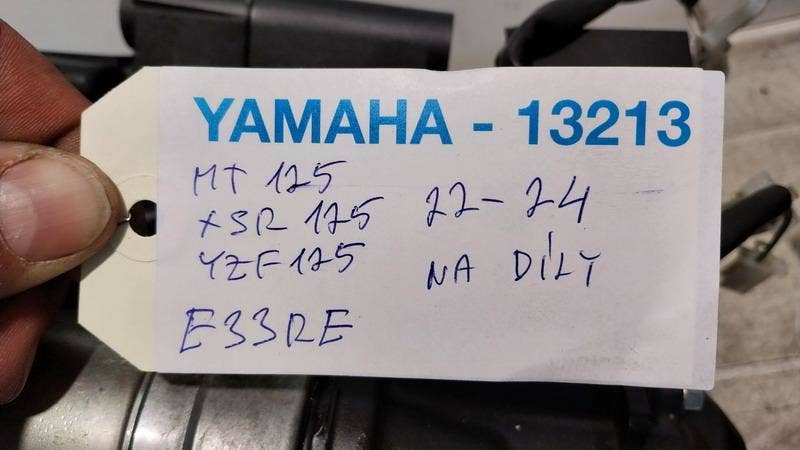 YAMAHA - 13213
MT 125
XSR 125
22-24
YZF125
NA DÍLY
E33RE